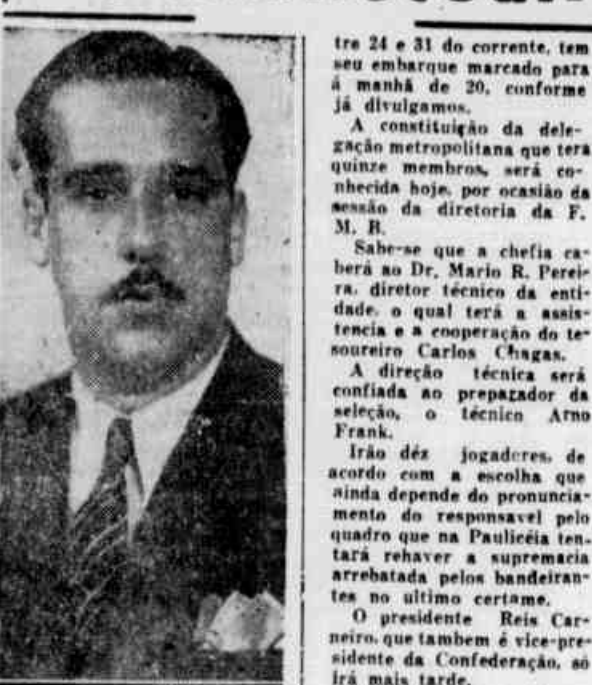 tre 24 e 31 do corrente, tem
seu embarque marcado para
á manhã de 20, conforme
já divulgamos.
A constituição da dele-
gação metropolitana que terá
quinze membros, será co-
nhecida hoje, por ocasião da
sessão da diretoria da F.
M. B.
Sabe-se que a chefia ca-
berá ao Dr. Mario R. Perei-
ra, diretor técnico da enti-
dade, o qual terá a assis-
tencia e a cooperação do te-
soureiro Carlos Chagas.
A direção técnica será
confiada ao preparador da
seleção, o técnico Arno
Frank.
Irão déz jogadores, de
acordo com a escolha que
ainda depende do pronuncia-
mento do responsavel pelo
quadro que na Paulicéia ten-
tará rehaver a supremacia
arrebatada pelos bandeiran-
tes no ultimo certame.
O presidente Reis Car-
neiro, que tambem é vice-pre-
sidente da Confederação, só
irá mais tarde.